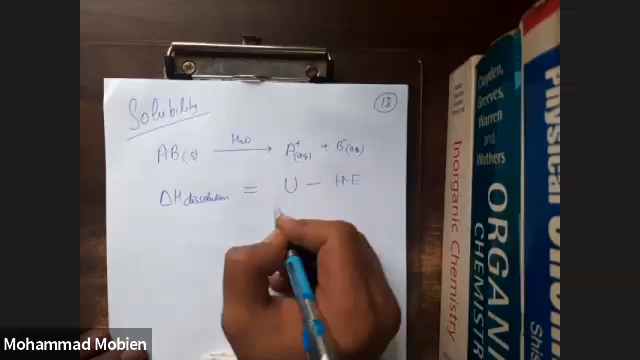 Solubility
18
AB(s) H₂O A⁺(aq) + B⁻(aq)
ΔH dissolution = U - H.E
Inorganic Chemistry
Clayden,
Greeves,
Warren
and
Wothers
ORGANIC
CHEMISTRY
Physical
Mohammad Mobien